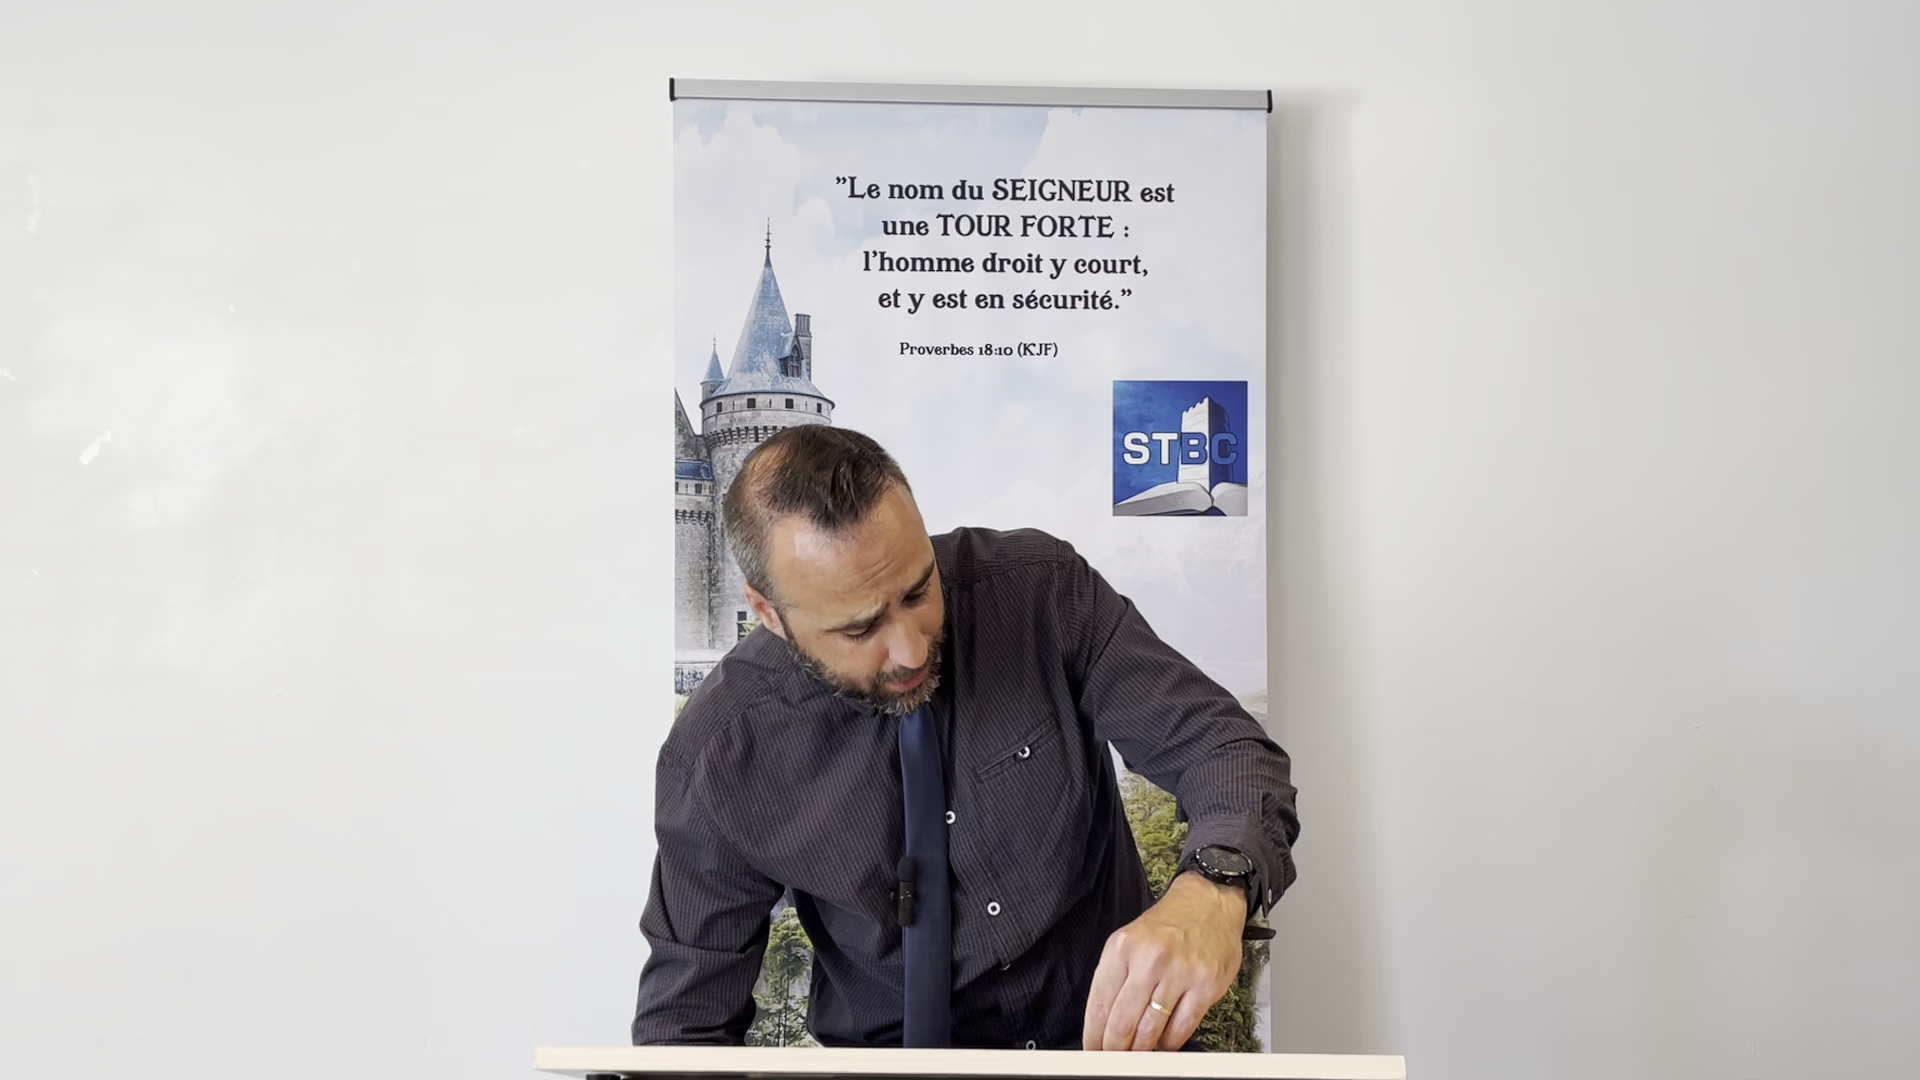 ”Le nom du SEIGNEUR est
une TOUR FORTE :
l’homme droit y court,
et y est en sécurité.”
Proverbes 18:10 (KJF)
STBC